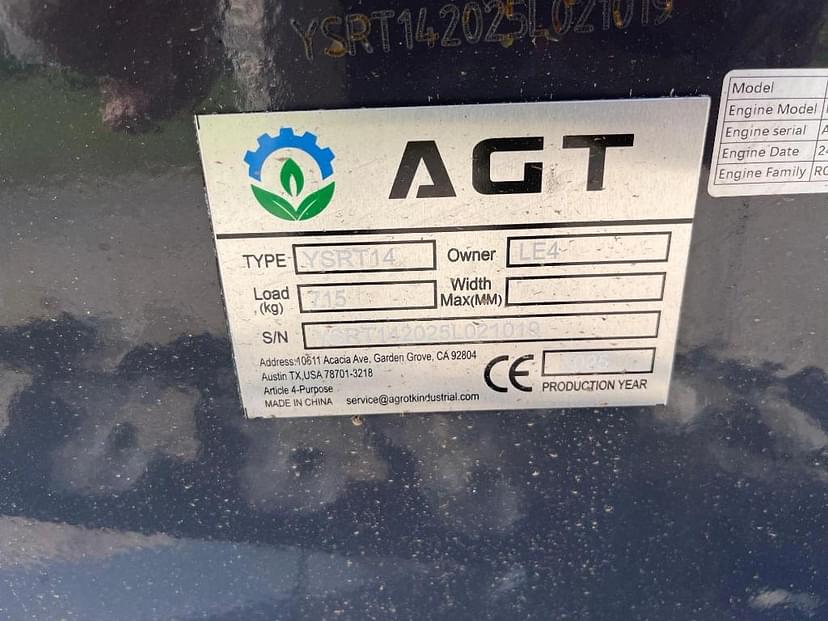 YSRT142025L021019
AGT
TYPE YSRT14 Owner LE4
Load (kg) 715 Width Max(MM)
S/N YSRT142025L021019
Address:10611 Acacia Ave, Garden Grove, CA 92804
Austin TX,USA 78701-3218
Article 4-Purpose
MADE IN CHINA service@agrotkindustrial.com
CE
PRODUCTION YEAR
Model
Engine Model
Engine serial A
Engine Date 24
Engine Family RC